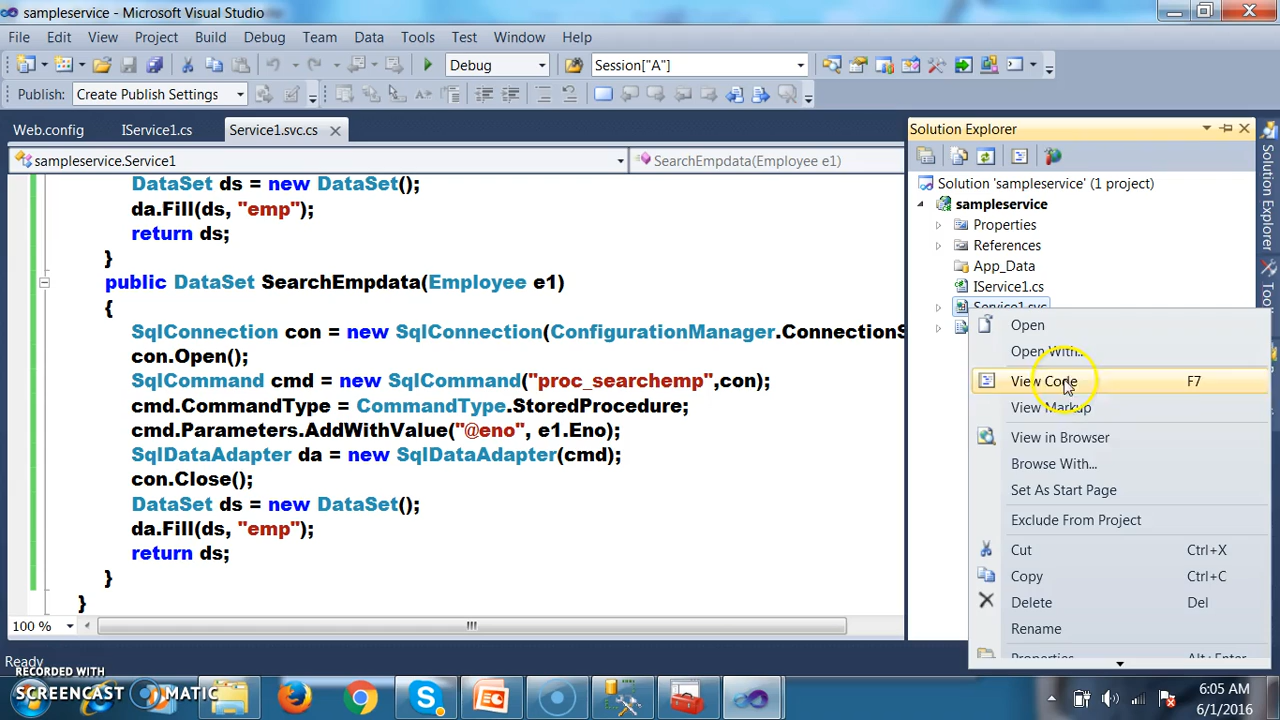 sampleservice - Microsoft Visual Studio
File Edit View Project Build Debug Team Data Tools Test Window Help
Debug Session["A"]
Publish: Create Publish Settings
Web.config IService1.cs Service1.svc.cs
sampleservice.Service1 SearchEmpdata(Employee e1)
DataSet ds = new DataSet();
da.Fill(ds, "emp");
return ds;
}
public DataSet SearchEmpdata(Employee e1)
{
SqlConnection con = new SqlConnection(ConfigurationManager.ConnectionS
con.Open();
SqlCommand cmd = new SqlCommand("proc_searchemp",con);
cmd.CommandType = CommandType.StoredProcedure;
cmd.Parameters.AddWithValue("@eno", e1.Eno);
SqlDataAdapter da = new SqlDataAdapter(cmd);
con.Close();
DataSet ds = new DataSet();
da.Fill(ds, "emp");
return ds;
}
}
100 %
Solution Explorer
Solution 'sampleservice' (1 project)
sampleservice
Properties
References
App_Data
IService1.cs
Service1.svc
Open
Open With...
View Code F7
View Markup
View in Browser
Browse With...
Set As Start Page
Exclude From Project
Cut Ctrl+X
Copy Ctrl+C
Delete Del
Rename
Properties Alt+Enter
Solution Explorer
Ready
RECORDED WITH
SCREENCAST MATIC
6:05 AM
6/1/2016